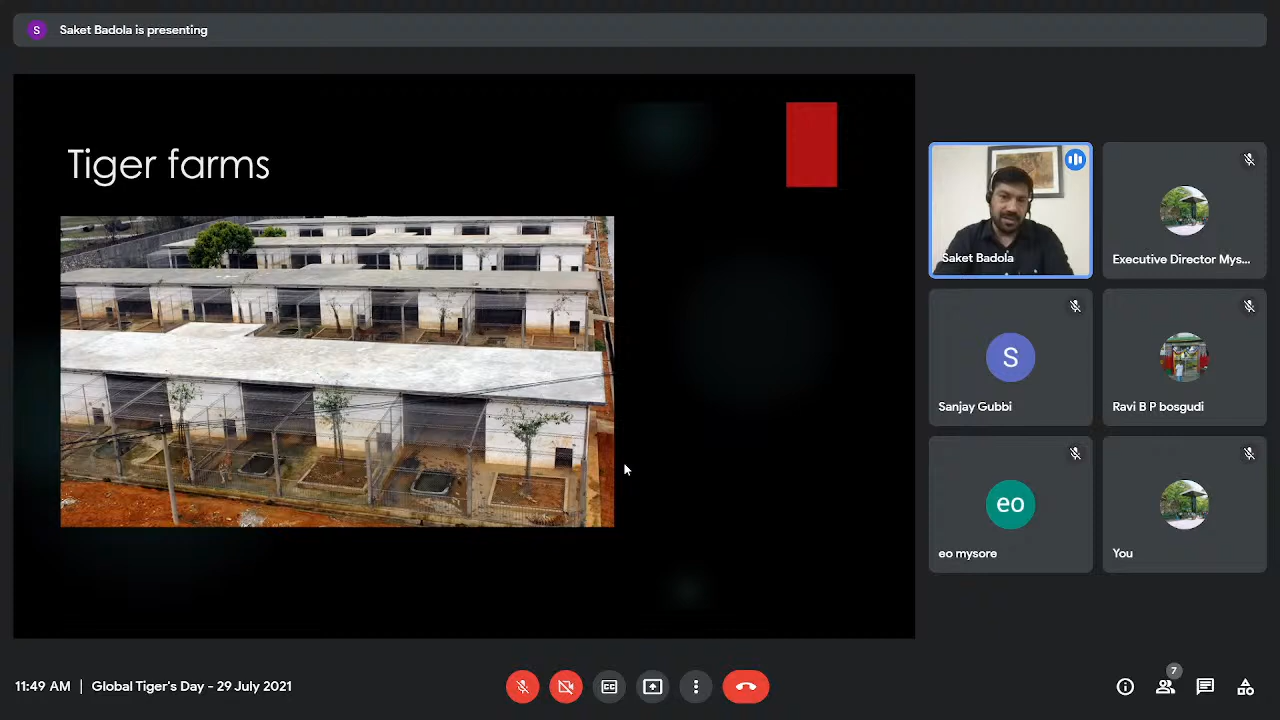 S
Saket Badola is presenting
Tiger farms
Saket Badola
Executive Director Mys...
S
Sanjay Gubbi
Ravi B P bosgudi
eo
eo mysore
You
11:49 AM | Global Tiger's Day - 29 July 2021
CC
7